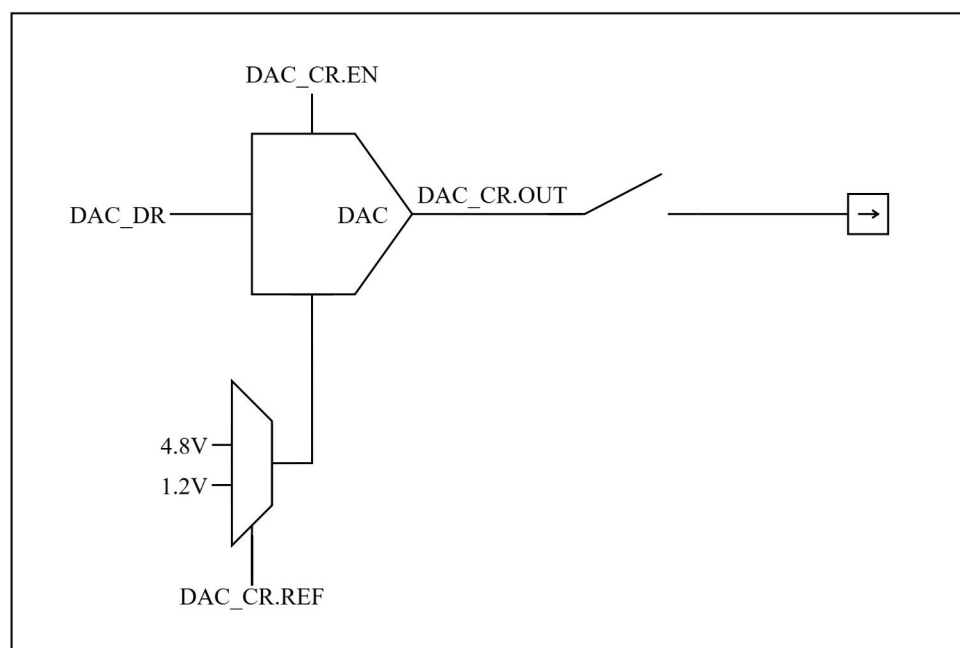 DAC_CR.EN
DAC_CR.OUT
DAC_DR
DAC
4.8V
1.2V
DAC_CR.REF